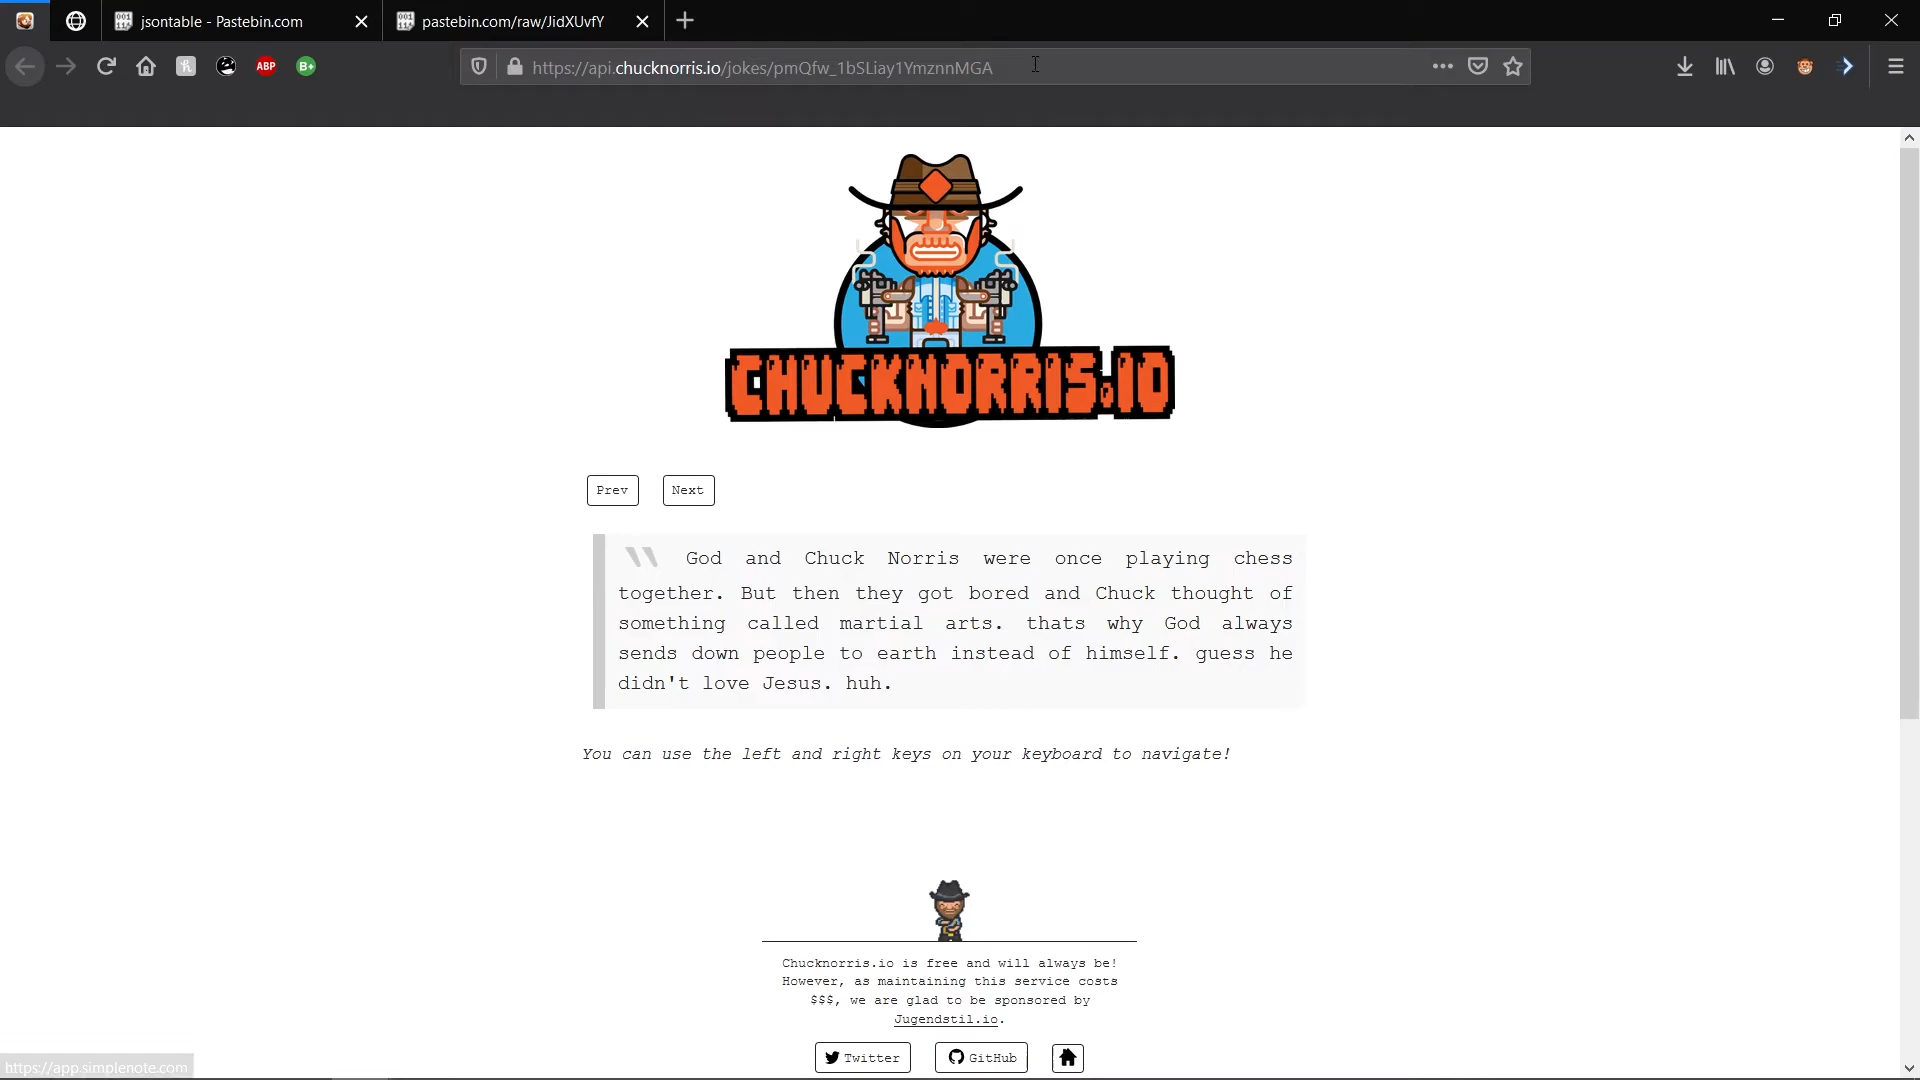 jsontable - Pastebin.com
pastebin.com/raw/JidXUvfY
ABP
B+
https://api.chucknorris.io/jokes/pmQfw_1bSLiay1YmznnMGA
CHUCKNORRIS.IO
Prev
Next
God and Chuck Norris were once playing chess
together. But then they got bored and Chuck thought of
something called martial arts. thats why God always
sends down people to earth instead of himself. guess he
didn't love Jesus. huh.
You can use the left and right keys on your keyboard to navigate!
Chucknorris.io is free and will always be!
However, as maintaining this service costs
$$$, we are glad to be sponsored by
Jugendstil.io.
Twitter
GitHub
https://app.simplenote.com